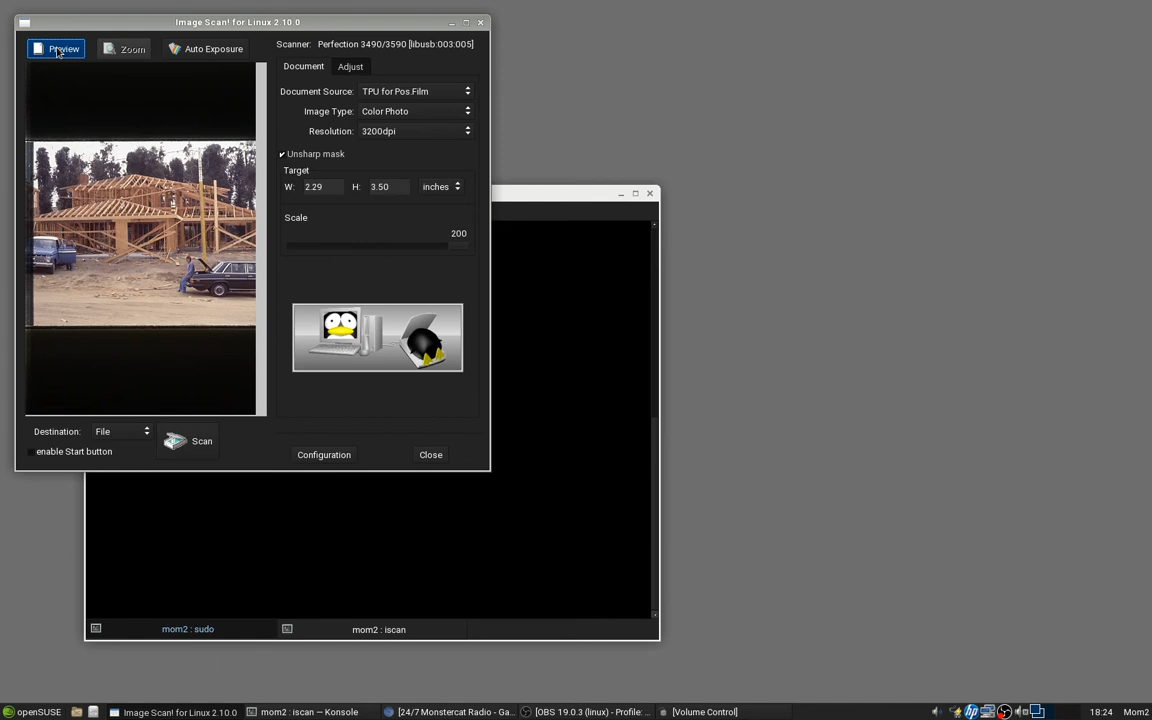 Image Scan! for Linux 2.10.0
Preview
Zoom
Auto Exposure
Scanner: Perfection 3490/3590 [libusb:003:005]
Document
Adjust
Document Source: TPU for Pos.Film
Image Type: Color Photo
Resolution: 3200dpi
Unsharp mask
Target
W: 2.29 H: 3.50 inches
Scale
200
Destination: File
Scan
enable Start button
Configuration
Close
mom2 : sudo
mom2 : iscan
openSUSE
Image Scan! for Linux 2.10.0
mom2 : iscan — Konsole
[24/7 Monstercat Radio - Ga...
[OBS 19.0.3 (linux) - Profile: ...
[Volume Control]
hp
18:24
Mom2